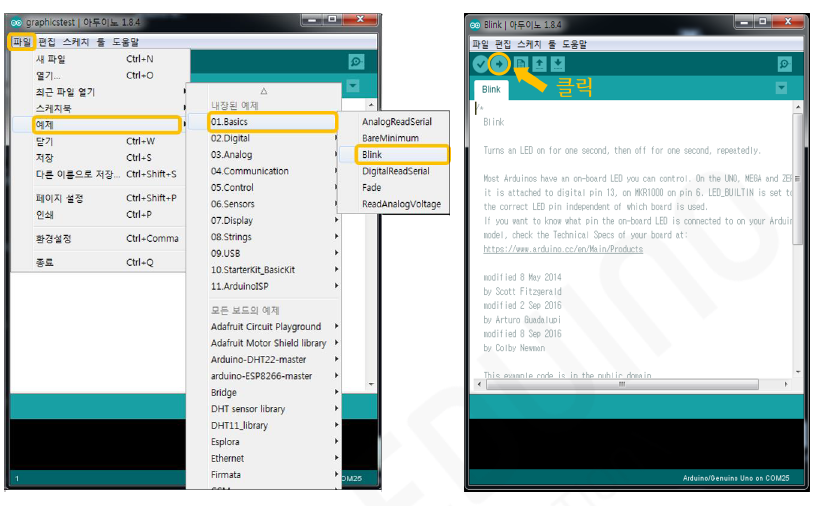 graphicstest | 아두이노 1.8.4
파일 편집 스케치 툴 도움말
새 파일 Ctrl+N
열기... Ctrl+O
최근 파일 열기
스케치북
예제
닫기 Ctrl+W
저장 Ctrl+S
다른 이름으로 저장... Ctrl+Shift+S
페이지 설정 Ctrl+Shift+P
인쇄 Ctrl+P
환경설정 Ctrl+Comma
종료 Ctrl+Q
내장된 예제
01.Basics
02.Digital
03.Analog
04.Communication
05.Control
06.Sensors
07.Display
08.Strings
09.USB
10.StarterKit_BasicKit
11.ArduinoISP
모든 보드의 예제
Adafruit Circuit Playground
Adafruit Motor Shield library
Arduino-DHT22-master
arduino-ESP8266-master
Bridge
DHT sensor library
DHT11_library
Esplora
Ethernet
Firmata
AnalogReadSerial
BareMinimum
Blink
DigitalReadSerial
Fade
ReadAnalogVoltage
1
OM25
Blink | 아두이노 1.8.4
파일 편집 스케치 툴 도움말
클릭
Blink
/*
Blink
Turns an LED on for one second, then off for one second, repeatedly.
Most Arduinos have an on-board LED you can control. On the UNO, MEGA and ZER
it is attached to digital pin 13, on MKR1000 on pin 6. LED_BUILTIN is set to
the correct LED pin independent of which board is used.
If you want to know what pin the on-board LED is connected to on your Arduin
model, check the Technical Specs of your board at:
https://www.arduino.cc/en/Main/Products
modified 8 May 2014
by Scott Fitzgerald
modified 2 Sep 2016
by Arturo Guadalupi
modified 8 Sep 2016
by Colby Newman
This example code is in the public domain
Arduino/Genuino Uno on COM25